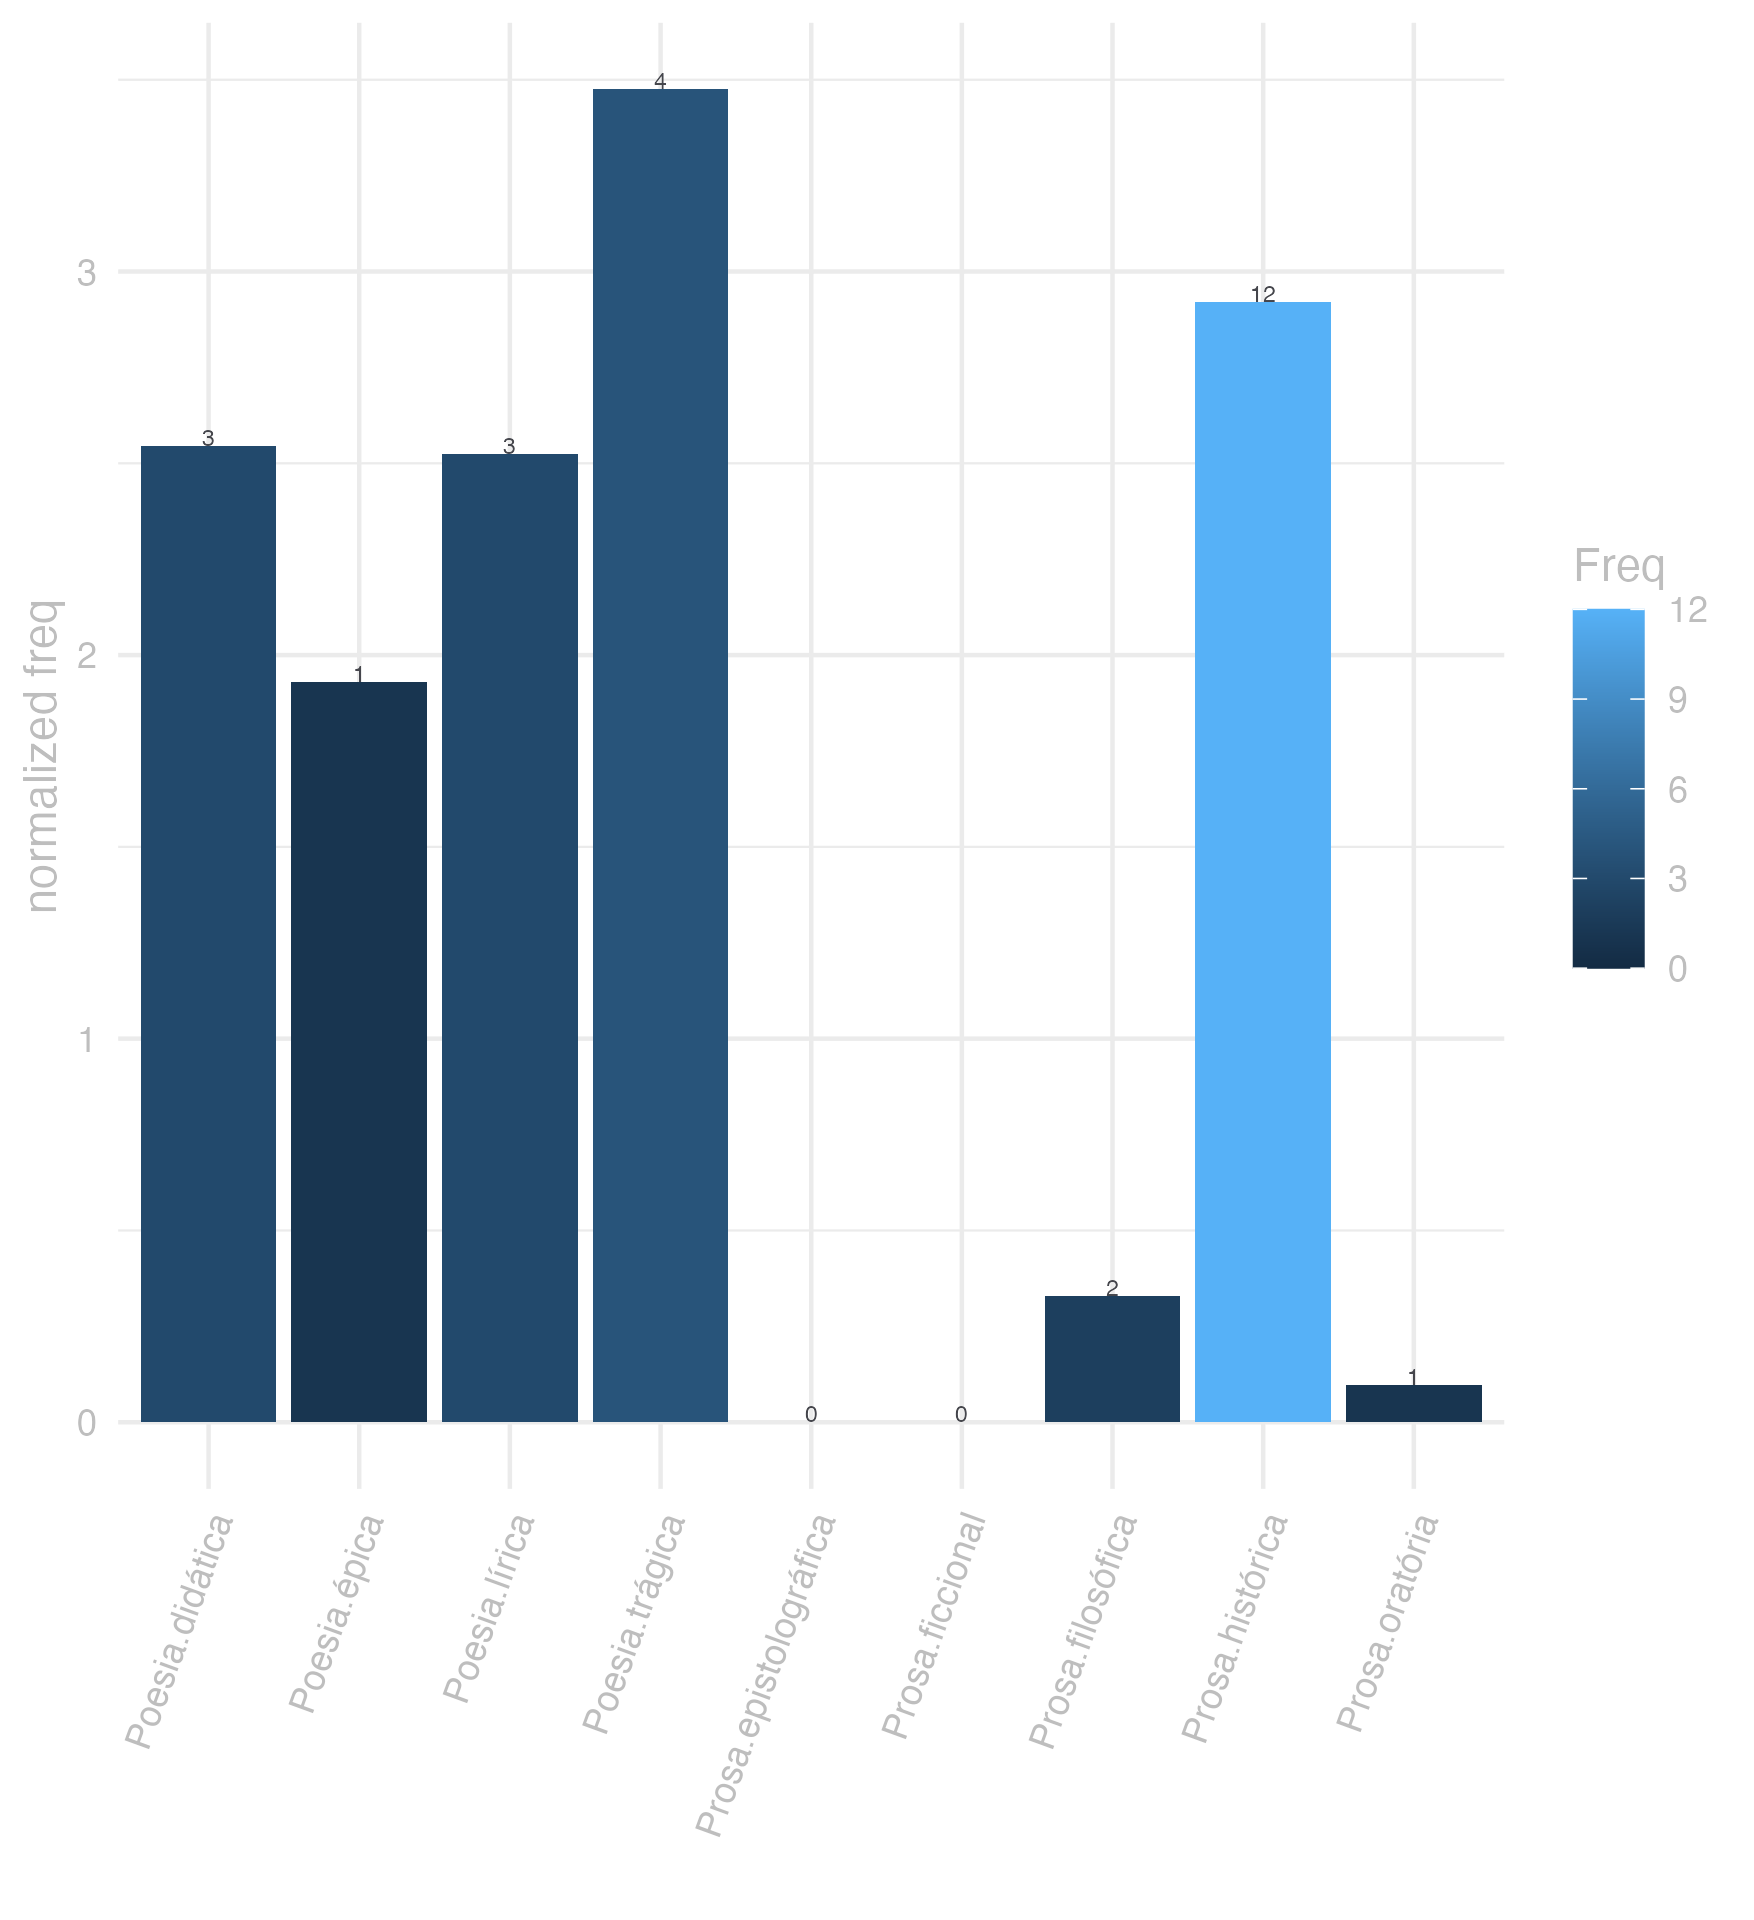 4
3
12
3
3
Freq
12
2
1
9
6
normalized freq
3
1
0
2
1
0
0
0
Poesia.didática
Poesia.épica
Poesia.lírica
Poesia.trágica
Prosa.epistolográfica
Prosa.ficcional
Prosa.filosófica
Prosa.histórica
Prosa.oratória